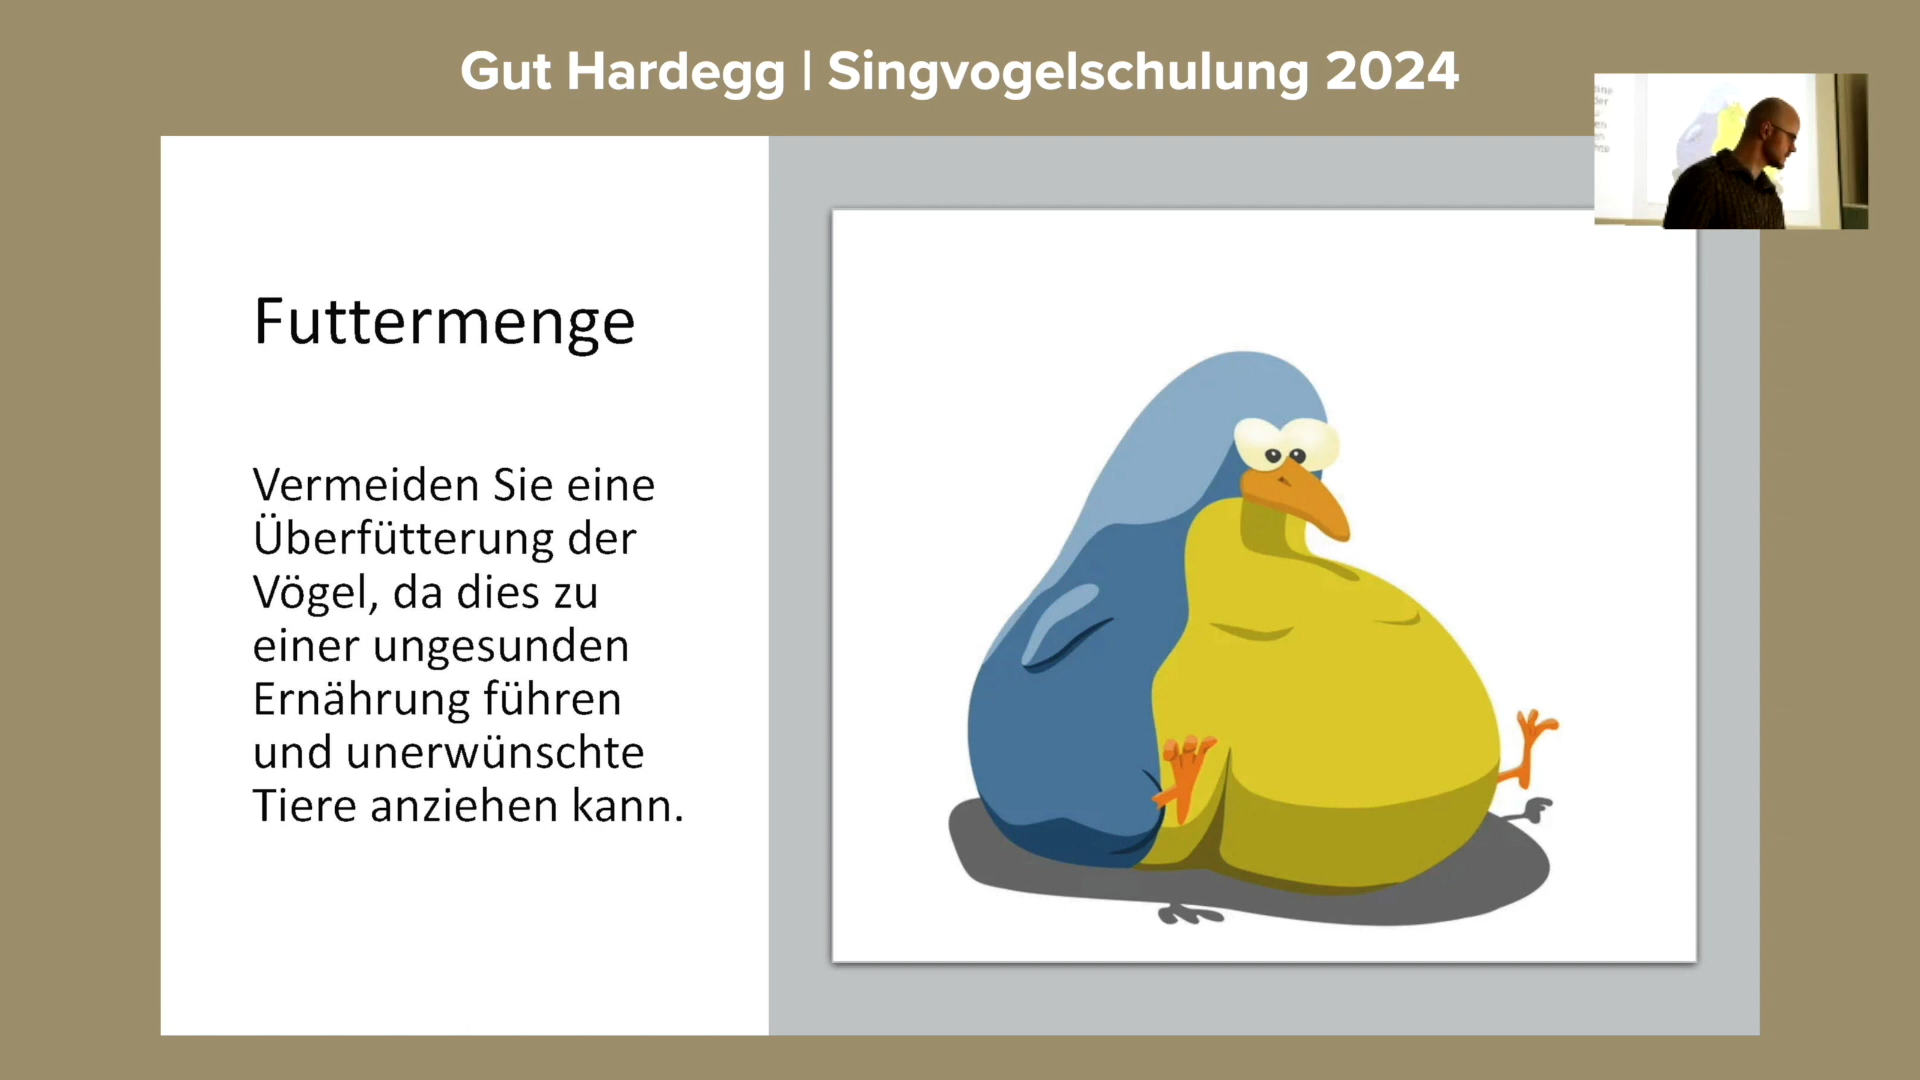 Gut Hardegg | Singvogelschulung 2024
Futtermenge
Vermeiden Sie eine
Überfütterung der
Vögel, da dies zu
einer ungesunden
Ernährung führen
und unerwünschte
Tiere anziehen kann.